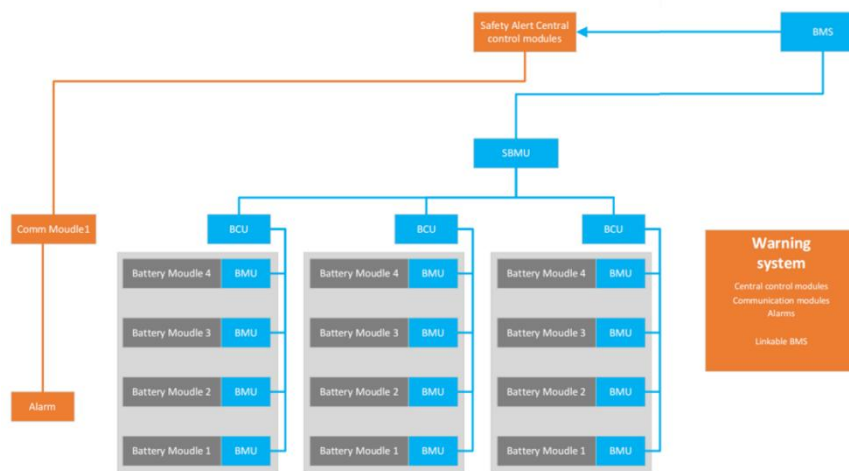 Safety Alert Central
control modules
BMS
SBMU
Comm Moudle1
BCU
BCU
BCU
Battery Moudle 4 BMU
Battery Moudle 4 BMU
Battery Moudle 4 BMU
Battery Moudle 3 BMU
Battery Moudle 3 BMU
Battery Moudle 3 BMU
Battery Moudle 2 BMU
Battery Moudle 2 BMU
Battery Moudle 2 BMU
Battery Moudle 1 BMU
Battery Moudle 1 BMU
Battery Moudle 1 BMU
Alarm
Warning
system
Central control modules
Communication modules
Alarms
Linkable BMS